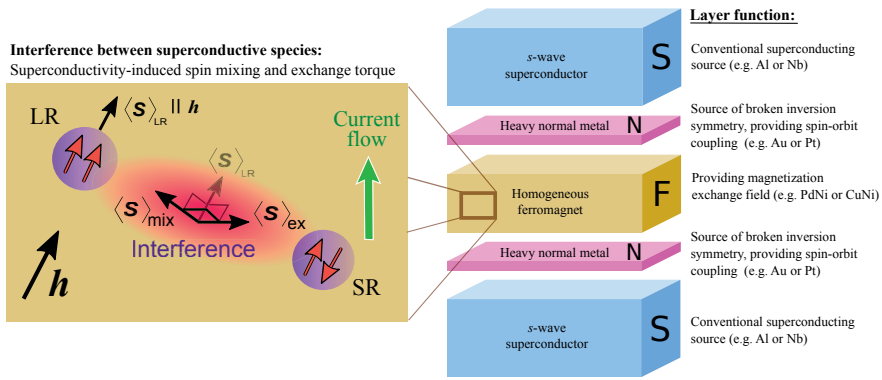 Interference between superconductive species:
Superconductivity-induced spin mixing and exchange torque
LR
⟨S⟩LR || h
Current
flow
⟨S⟩LR
⟨S⟩mix
⟨S⟩ex
Interference
h
SR
s-wave
superconductor
S
Heavy normal metal N
Homogeneous
ferromagnet
F
Heavy normal metal N
s-wave
superconductor
S
Layer function:
Conventional superconducting
source (e.g. Al or Nb)
Source of broken inversion
symmetry, providing spin-orbit
coupling (e.g. Au or Pt)
Providing magnetization
exchange field (e.g. PdNi or CuNi)
Source of broken inversion
symmetry, providing spin-orbit
coupling (e.g. Au or Pt)
Conventional superconducting
source (e.g. Al or Nb)